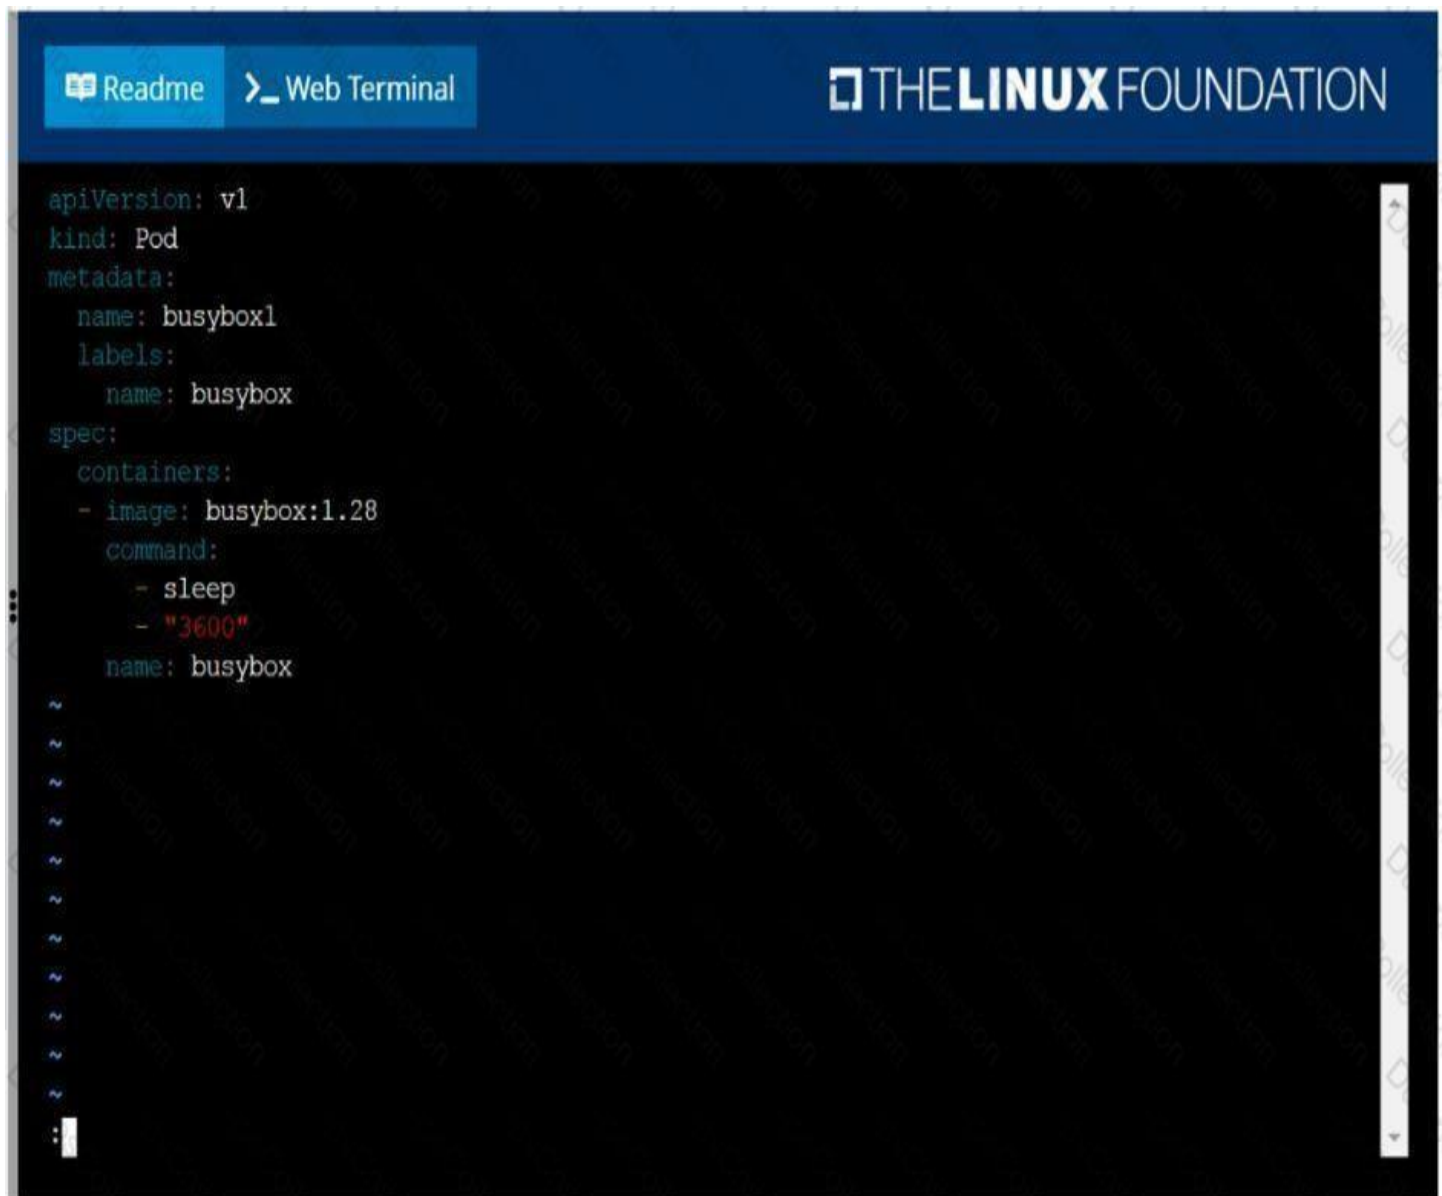 Readme >_ Web Terminal THE LINUX FOUNDATION
apiVersion: v1
kind: Pod
metadata:
  name: busybox1
  labels:
    name: busybox
spec:
  containers:
  - image: busybox:1.28
    command:
      - sleep
      - "3600"
    name: busybox
~
~
~
~
~
~
~
~
~
~
~
: